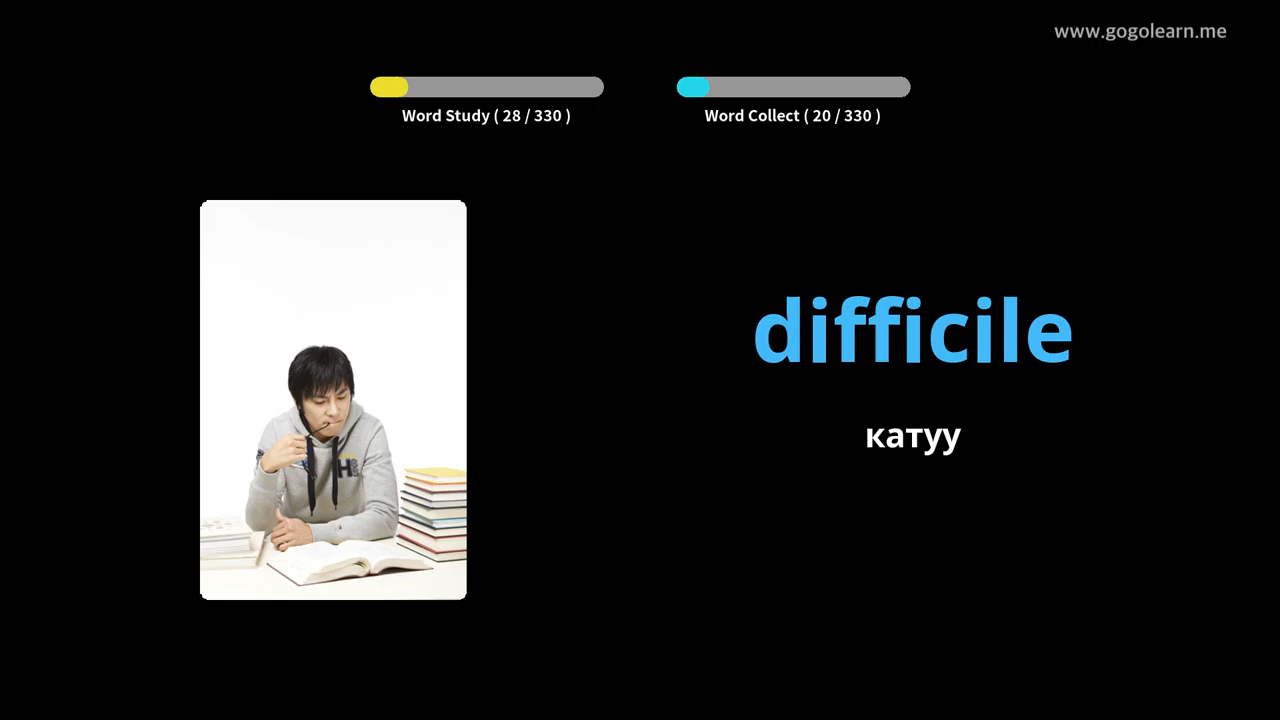 www.gogolearn.me
Word Study ( 28 / 330 )
Word Collect ( 20 / 330 )
difficile
катуу
H